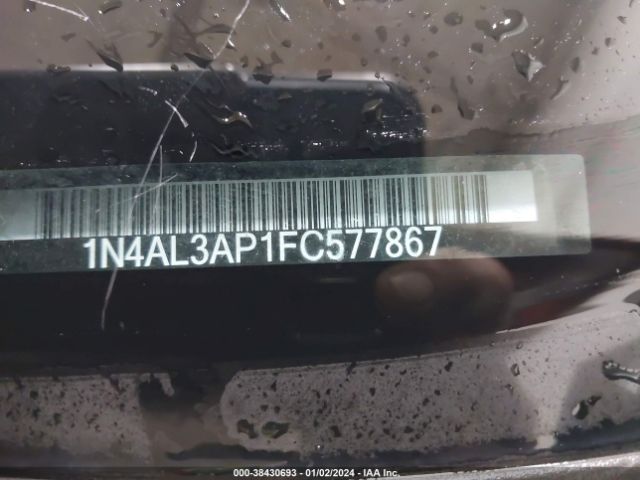 1N4AL3AP1FC577867
000-38430693 - 01/02/2024 - IAA Inc.